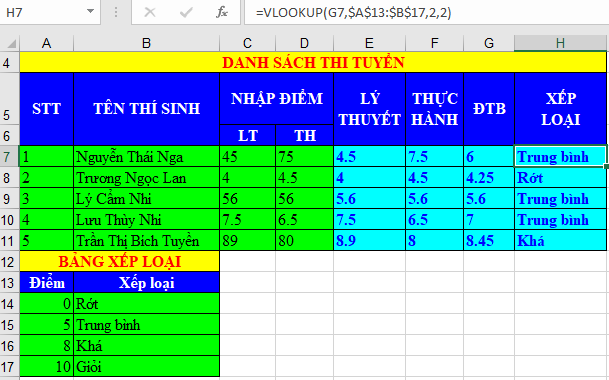 H7 =VLOOKUP(G7,$A$13:$B$17,2,2)
A B C D E F G H
4 DANH SÁCH THI TUYỂN
5 STT TÊN THÍ SINH NHẬP ĐIỂM LÝ THUYẾT THỰC HÀNH ĐTB XẾP LOẠI
6 LT TH
7 1 Nguyễn Thái Nga 45 75 4.5 7.5 6 Trung bình
8 2 Trương Ngọc Lan 4 4.5 4 4.5 4.25 Rớt
9 3 Lý Cẩm Nhi 56 56 5.6 5.6 5.6 Trung bình
10 4 Lưu Thùy Nhi 7.5 6.5 7.5 6.5 7 Trung bình
11 5 Trần Thị Bích Tuyền 89 80 8.9 8 8.45 Khá
12 BẢNG XẾP LOẠI
13 Điểm Xếp loại
14 0 Rớt
15 5 Trung bình
16 8 Khá
17 10 Giỏi